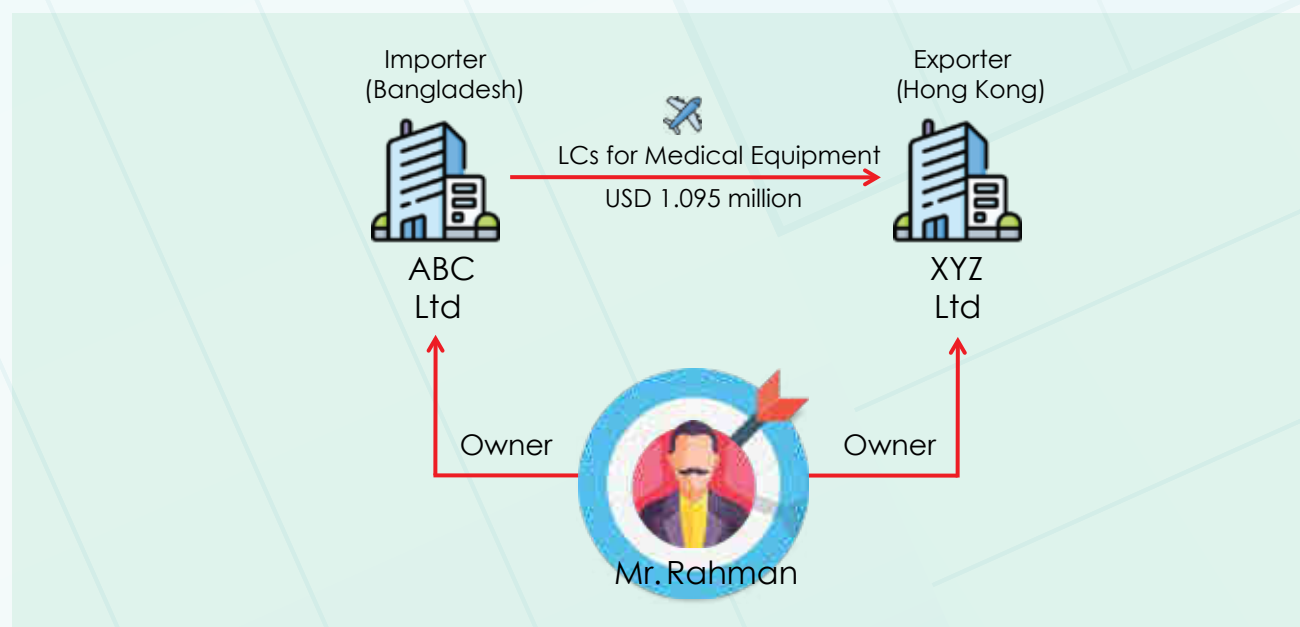 Importer
(Bangladesh)
Exporter
(Hong Kong)
LCs for Medical Equipment
USD 1.095 million
ABC
Ltd
XYZ
Ltd
Owner
Owner
Mr. Rahman